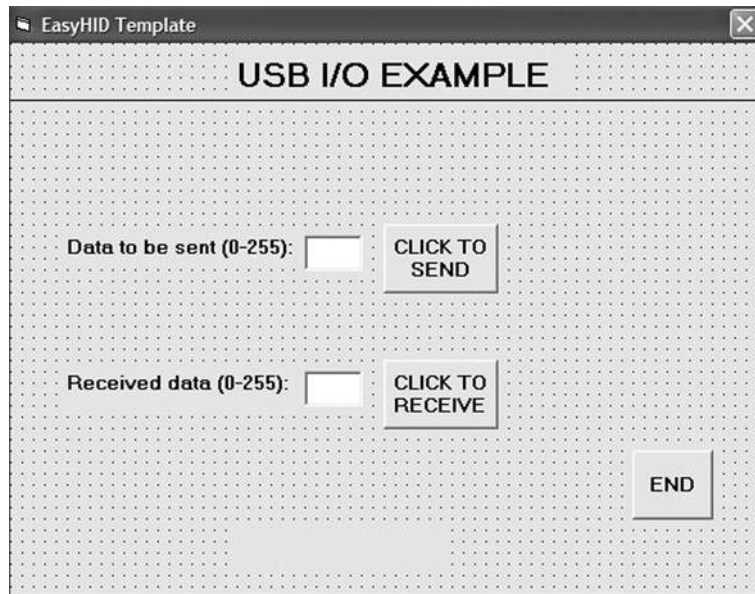 EasyHID Template
USB I/O EXAMPLE
Data to be sent (0-255):
CLICK TO
SEND
Received data (0-255):
CLICK TO
RECEIVE
END